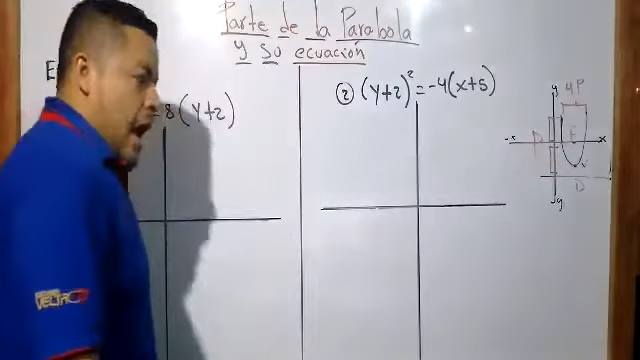 Parte de la Parabola
y su ecuación
E
= 8(y+2)
② (y+2)² = -4(x+5)
y
4P
-x
P
F
x
V
D
-y